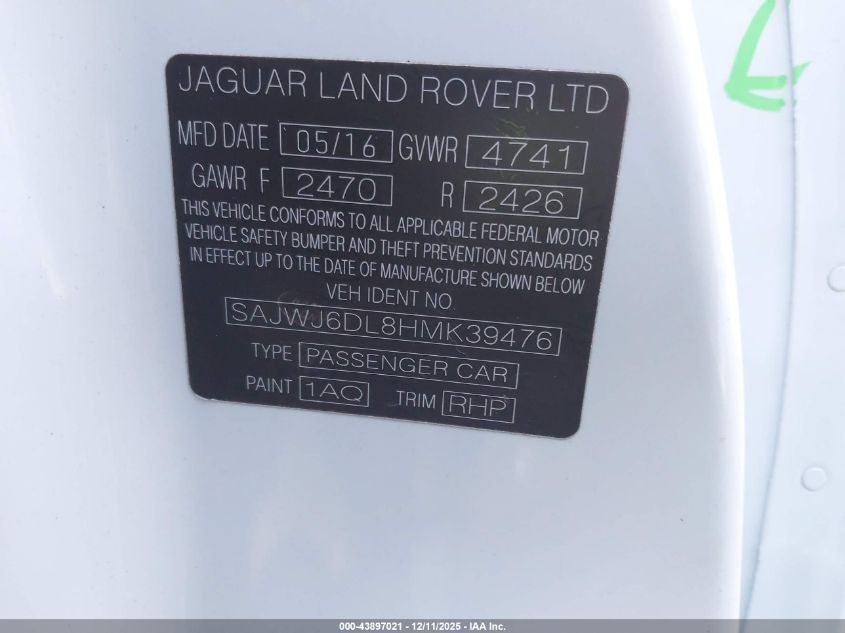 JAGUAR LAND ROVER LTD
MFD DATE 05/16 GVWR 4741
GAWR F 2470 R 2426
THIS VEHICLE CONFORMS TO ALL APPLICABLE FEDERAL MOTOR
VEHICLE SAFETY BUMPER AND THEFT PREVENTION STANDARDS
IN EFFECT UP TO THE DATE OF MANUFACTURE SHOWN BELOW
VEH IDENT NO.
SAJWJ6DL8HMK39476
TYPE PASSENGER CAR
PAINT 1AQ TRIM RHP
000-43897021 - 12/11/2025 - IAA Inc.